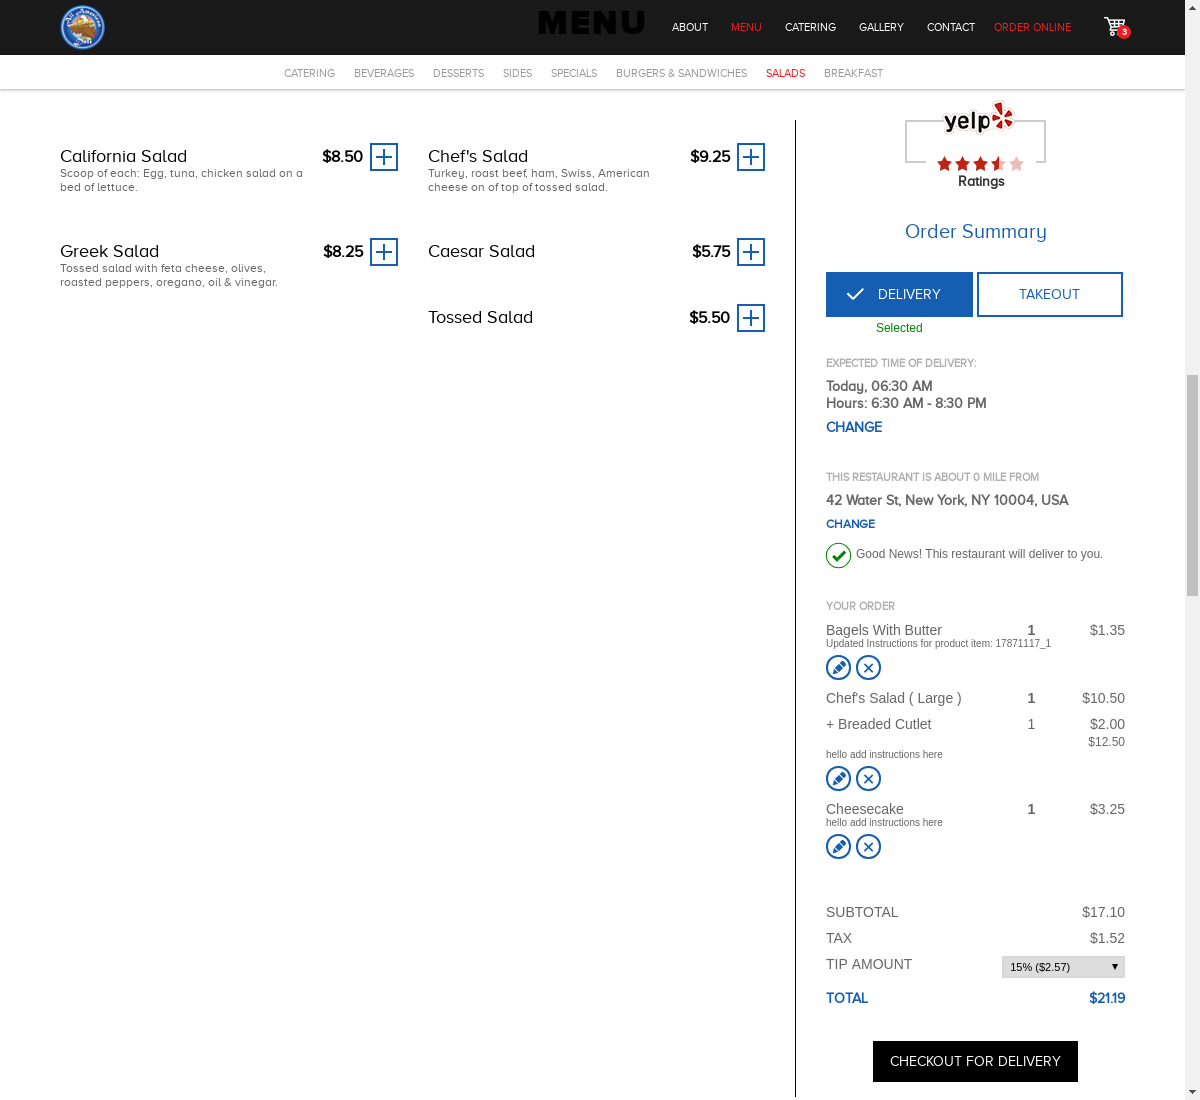 All American
Deli
MENU
ABOUT MENU CATERING GALLERY CONTACT ORDER ONLINE 3
CATERING BEVERAGES DESSERTS SIDES SPECIALS BURGERS & SANDWICHES SALADS BREAKFAST
California Salad $8.50
Scoop of each: Egg, tuna, chicken salad on a
bed of lettuce.
Chef's Salad $9.25
Turkey, roast beef, ham, Swiss, American
cheese on of top of tossed salad.
Greek Salad $8.25
Tossed salad with feta cheese, olives,
roasted peppers, oregano, oil & vinegar.
Caesar Salad $5.75
Tossed Salad $5.50
yelp
Ratings
Order Summary
DELIVERY TAKEOUT
Selected
EXPECTED TIME OF DELIVERY:
Today, 06:30 AM
Hours: 6:30 AM - 8:30 PM
CHANGE
THIS RESTAURANT IS ABOUT 0 MILE FROM
42 Water St, New York, NY 10004, USA
CHANGE
Good News! This restaurant will deliver to you.
YOUR ORDER
Bagels With Butter 1 $1.35
Updated Instructions for product item: 17871117_1
Chef's Salad ( Large ) 1 $10.50
+ Breaded Cutlet 1 $2.00
$12.50
hello add instructions here
Cheesecake 1 $3.25
hello add instructions here
SUBTOTAL $17.10
TAX $1.52
TIP AMOUNT 15% ($2.57)
TOTAL $21.19
CHECKOUT FOR DELIVERY